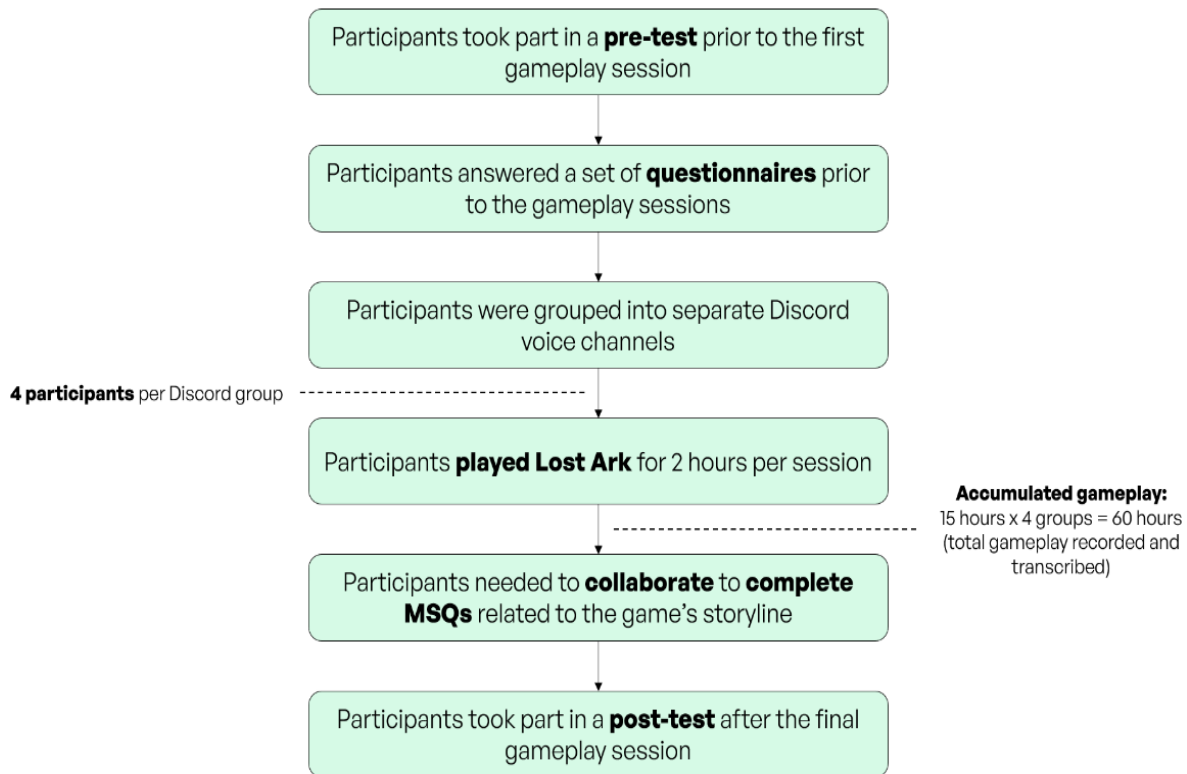 Participants took part in a pre-test prior to the first
gameplay session
Participants answered a set of questionnaires prior
to the gameplay sessions
Participants were grouped into separate Discord
voice channels
4 participants per Discord group
Participants played Lost Ark for 2 hours per session
Accumulated gameplay:
15 hours x 4 groups = 60 hours
(total gameplay recorded and
transcribed)
Participants needed to collaborate to complete
MSQs related to the game’s storyline
Participants took part in a post-test after the final
gameplay session